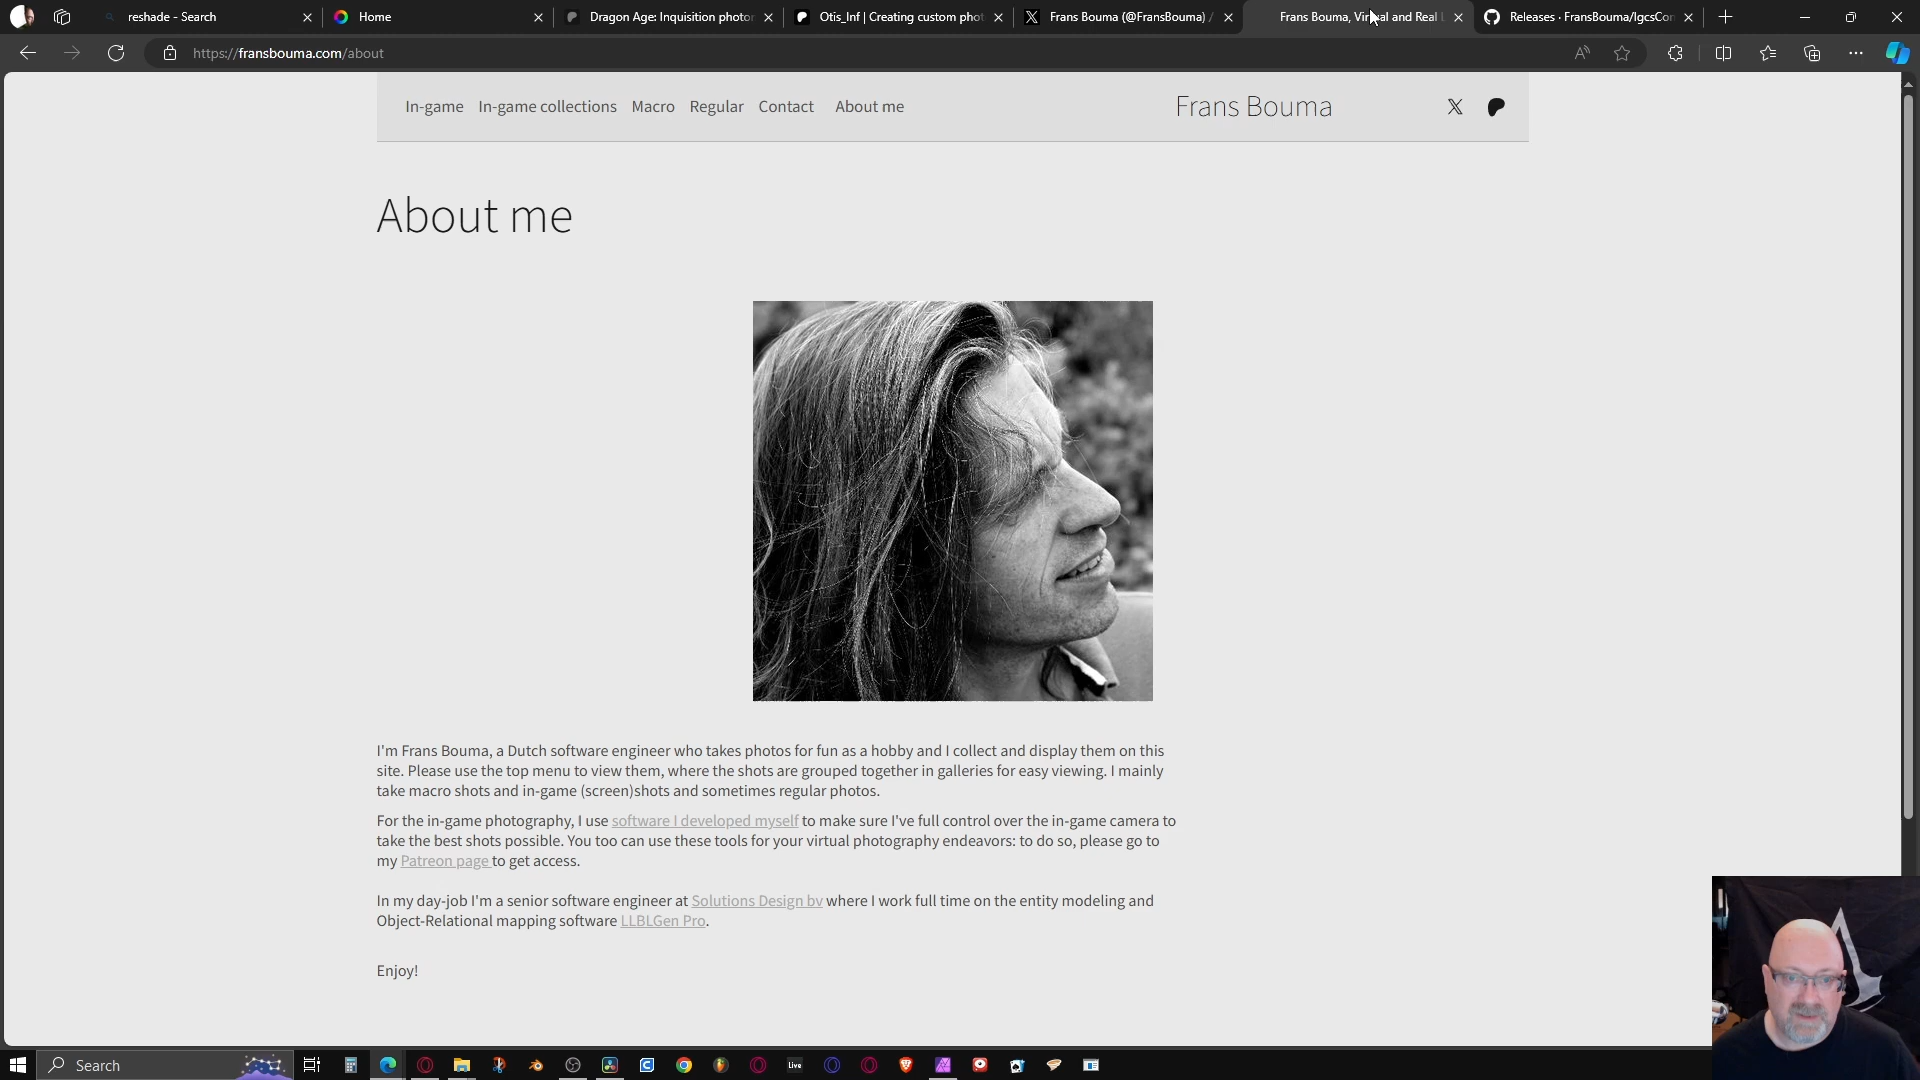 reshade - Search
Home
Dragon Age: Inquisition photo
Otis_Inf | Creating custom phot
Frans Bouma (@FransBouma) /
Frans Bouma, Virtual and Real L
Releases · FransBouma/IgcsCon
https://fransbouma.com/about
In-game In-game collections Macro Regular Contact About me
Frans Bouma
About me
I'm Frans Bouma, a Dutch software engineer who takes photos for fun as a hobby and I collect and display them on this
site. Please use the top menu to view them, where the shots are grouped together in galleries for easy viewing. I mainly
take macro shots and in-game (screen)shots and sometimes regular photos.
For the in-game photography, I use software I developed myself to make sure I've full control over the in-game camera to
take the best shots possible. You too can use these tools for your virtual photography endeavors: to do so, please go to
my Patreon page to get access.
In my day-job I'm a senior software engineer at Solutions Design bv where I work full time on the entity modeling and
Object-Relational mapping software LLBLGen Pro.
Enjoy!
Search
Live